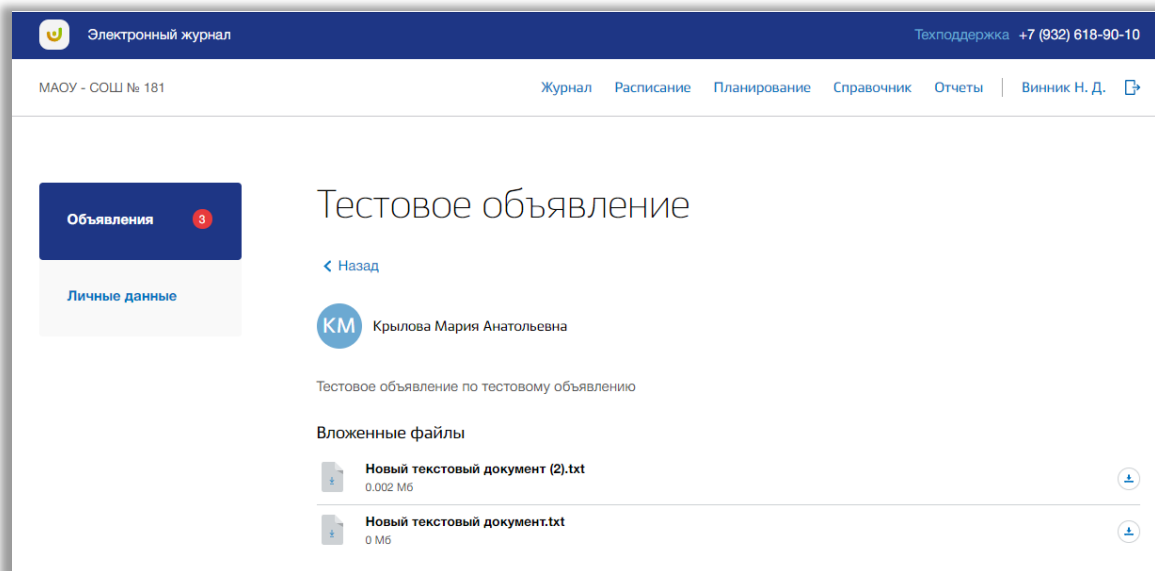 Электронный журнал Техподдержка +7 (932) 618-90-10
МАОУ - СОШ № 181 Журнал Расписание Планирование Справочник Отчеты Винник Н. Д.
Объявления 3
Личные данные
Тестовое объявление
Назад
КМ Крылова Мария Анатольевна
Тестовое объявление по тестовому объявлению
Вложенные файлы
Новый текстовый документ (2).txt
0.002 Мб
Новый текстовый документ.txt
0 Мб